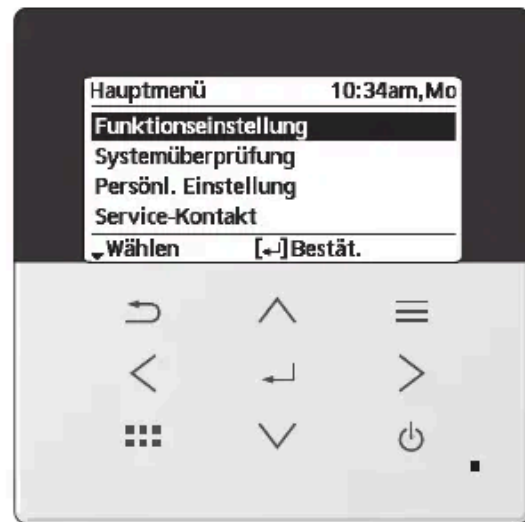 Hauptmenü 10:34am,Mo
Funktionseinstellung
Systemüberprüfung
Persönl. Einstellung
Service-Kontakt
Wählen [↵]Bestät.